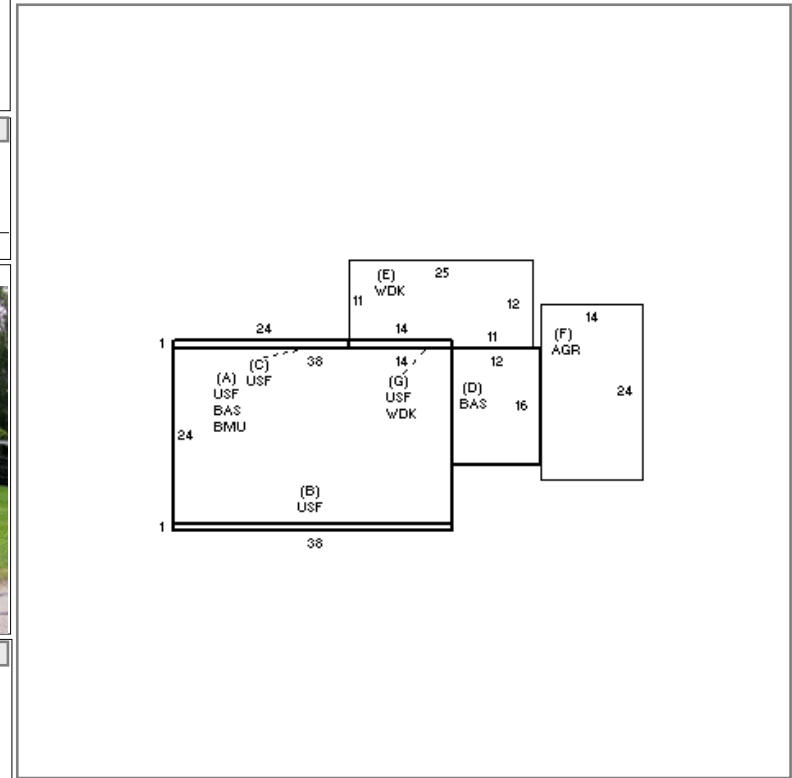 (E)
WDK
25
11
12
14
(F)
AGR
24
24
14
11
1
38
14
12
(C)
USF
(A)
USF
BAS
BMU
(G)
USF
WDK
(D)
BAS
16
24
(B)
USF
1
38